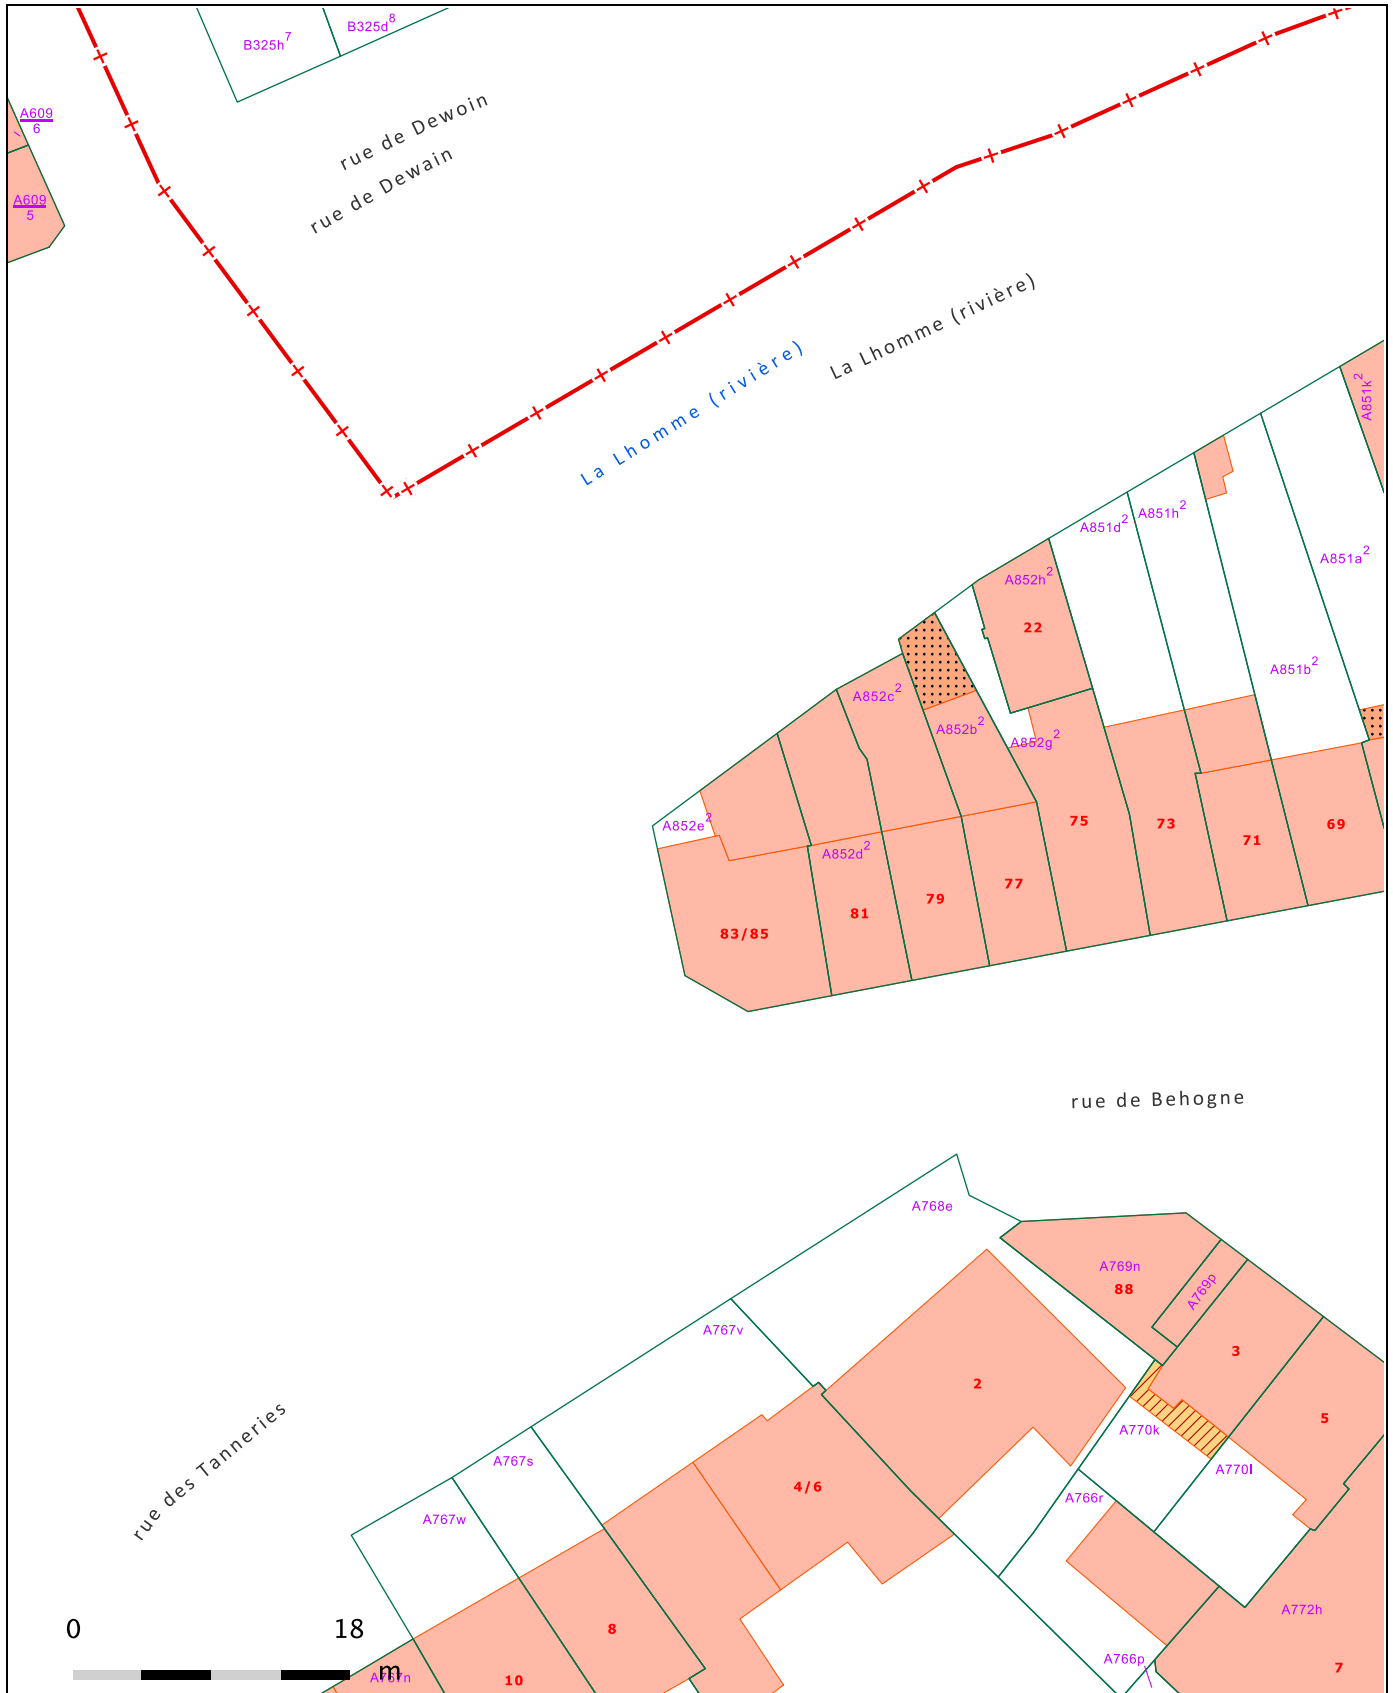 B325h7
B325d8
A609
6
rue de Dewoin
rue de Dewain
A609
5
La Lhomme (rivière)
La Lhomme (rivière)
A851k2
A851h2
A851d2
A851a2
A852h2
22
A851b2
A852c2
A852b2
A852g2
A852e2
A852d2
75
73
71
69
77
79
81
83/85
rue de Behogne
A768e
A769n
88
A769p
A767v
3
2
5
A770k
A767s
A770l
4/6
A766r
A767w
rue des Tanneries
A772h
8
A766p
7
A767n
10
0
18
m